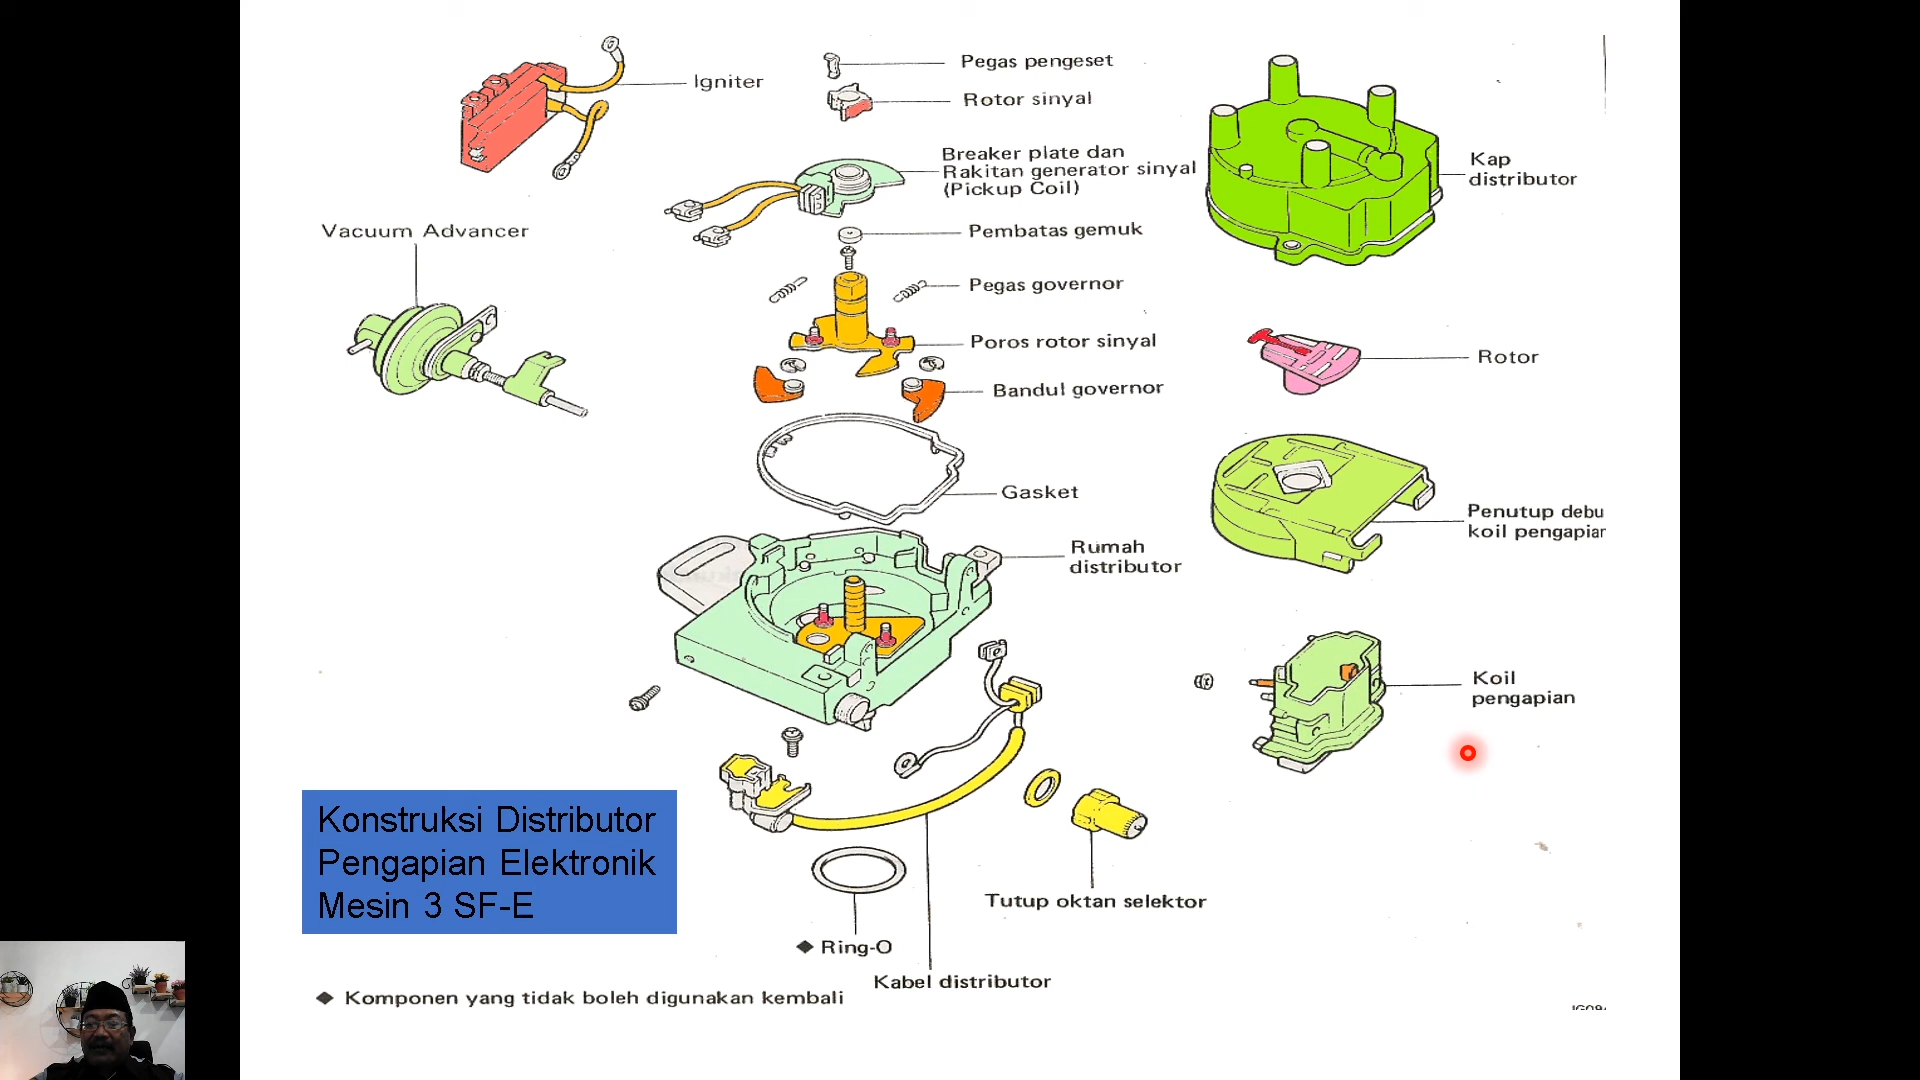 Igniter
Pegas pengeset
Rotor sinyal
Breaker plate dan
Rakitan generator sinyal
(Pickup Coil)
Kap
distributor
Vacuum Advancer
Pembatas gemuk
Pegas governor
Poros rotor sinyal
Rotor
Bandul governor
Gasket
Penutup debu
koil pengapian
Rumah
distributor
Koil
pengapian
Konstruksi Distributor
Pengapian Elektronik
Mesin 3 SF-E
Tutup oktan selektor
◆ Ring-O
Kabel distributor
◆ Komponen yang tidak boleh digunakan kembali